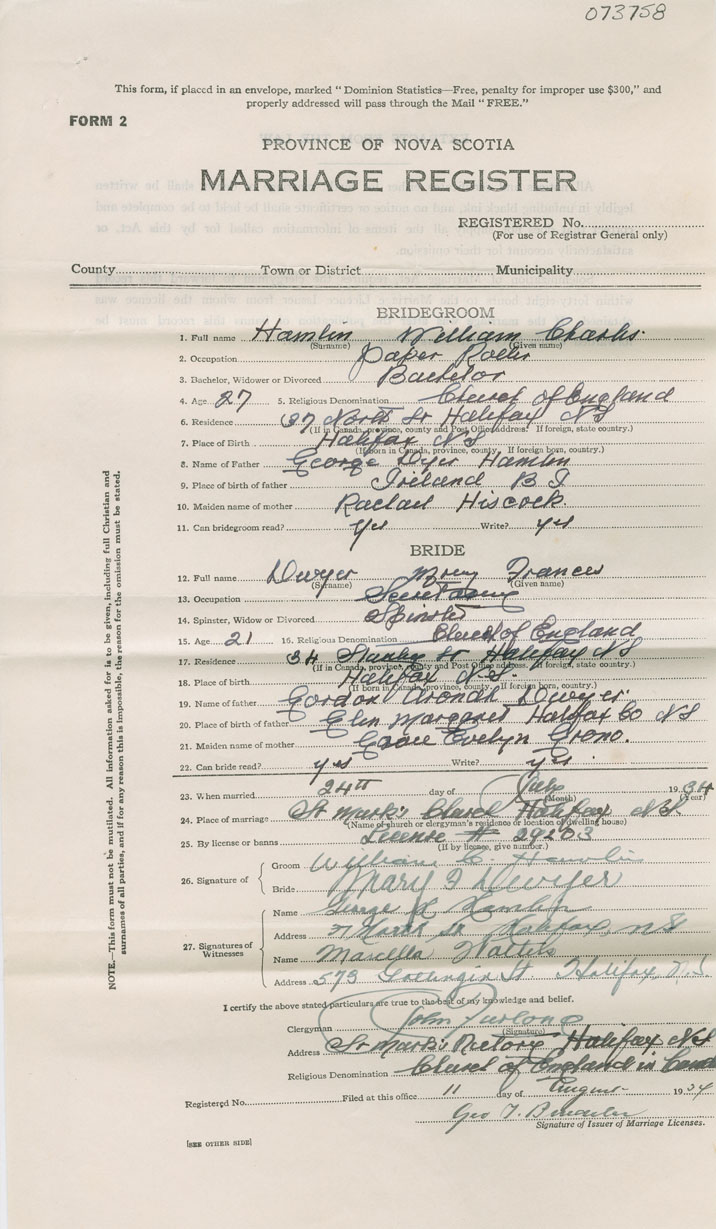 073758
This form, if placed in an envelope, marked "Dominion Statistics—Free, penalty for improper use $300," and
properly addressed will pass through the Mail "FREE."
FORM 2
PROVINCE OF NOVA SCOTIA
MARRIAGE REGISTER
REGISTERED No.
(For use of Registrar General only)
County Town or District Municipality
BRIDEGROOM
1. Full name Hamlin William Charles
(Surname) (Given name)
2. Occupation Paper
3. Bachelor, Widower or Divorced Bachelor
4. Age 27 5. Religious Denomination Church of England
6. Residence 37 North St Halifax NS
(If in Canada, province, county and Post Office address. If foreign, state country.)
7. Place of Birth Halifax NS
(If born in Canada, province, county. If foreign born, country.)
8. Name of Father George Dyer Hamlin
9. Place of birth of father Ireland B I
10. Maiden name of mother Rachael Hiscock.
11. Can bridegroom read? yes Write? yes
BRIDE
12. Full name Dwyer Mary Frances
(Surname) (Given name)
13. Occupation Secretary
14. Spinster, Widow or Divorced Spinster
15. Age 21 16. Religious Denomination Church of England
17. Residence 34 Stanley St Halifax NS
(If in Canada, province, county and Post Office address. If foreign, state country.)
18. Place of birth Halifax N.S.
(If born in Canada, province, county. If foreign born, country.)
19. Name of father Gordon Dwyer.
20. Place of birth of father Glen Margaret Halifax Co NS
21. Maiden name of mother Grace Evelyn Grono.
22. Can bride read? yes Write? yes.
23. When married 24th day of July 1934
(Month) (Year)
24. Place of marriage St Mark's Church Halifax NS.
(Name of church or clergyman's residence or location of dwelling house)
25. By license or banns License # 29203
(If by license, give number.)
26. Signature of
Groom William C. Hamlin
Bride Mary F Dwyer
27. Signatures of Witnesses
Name George Hamlin
Address 37 North St. Halifax, NS
Name Marcella
Address 573 Gottingen St. Halifax N.S.
I certify the above stated particulars are true to the best of my knowledge and belief.
Clergyman John Furlong
(Signature)
Address St Mark's Rectory Halifax NS
Religious Denomination Church of England in
Registered No. Filed at this office 11 day of August 1934
Geo T.
Signature of Issuer of Marriage Licenses.
[SEE OTHER SIDE]
NOTE.—This form must not be mutilated. All information asked for is to be given, including full Christian and
surnames of all parties, and if for any reason this is impossible, the reason for the omission must be stated.